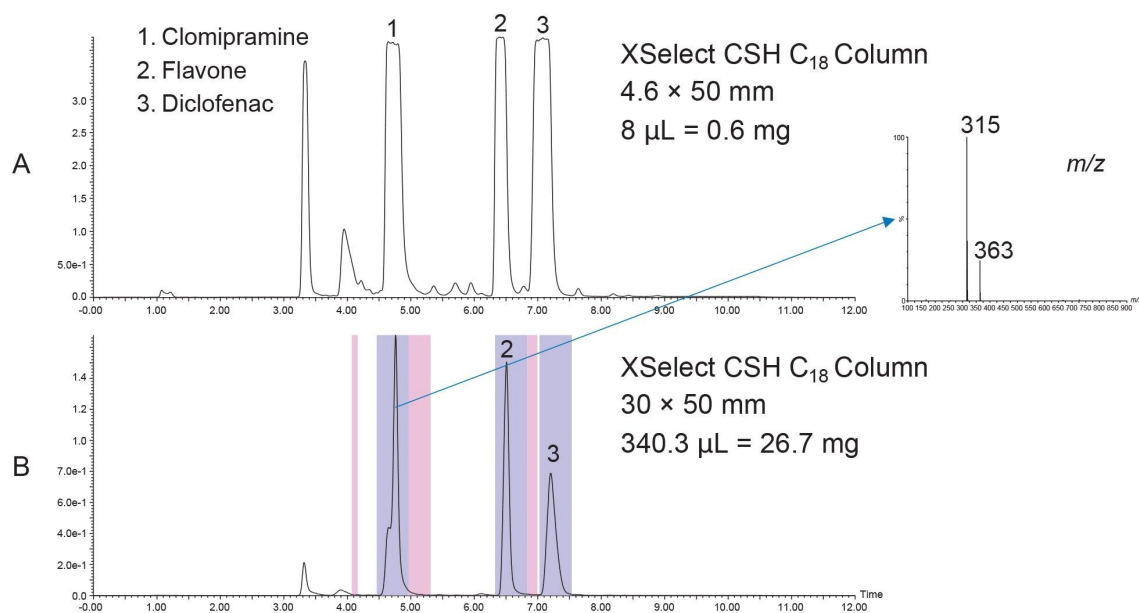 1. Clomipramine
2. Flavone
3. Diclofenac
1
2
3
XSelect CSH C₁₈ Column
4.6 × 50 mm
8 µL = 0.6 mg
A
3.0
2.5
2.0
1.5
1.0
5.0e-1
0.0
-0.00 1.00 2.00 3.00 4.00 5.00 6.00 7.00 8.00 9.00 10.00 11.00 12.00
315
m/z
363
100
0
100 150 200 250 300 350 400 450 500 550 600 650 700 750 800 850 900
B
2
3
XSelect CSH C₁₈ Column
30 × 50 mm
340.3 µL = 26.7 mg
1.4
1.2
1.0
7.0e-1
6.0e-1
4.0e-1
2.0e-1
0.0
-0.00 1.00 2.00 3.00 4.00 5.00 6.00 7.00 8.00 9.00 10.00 11.00 12.00
Time